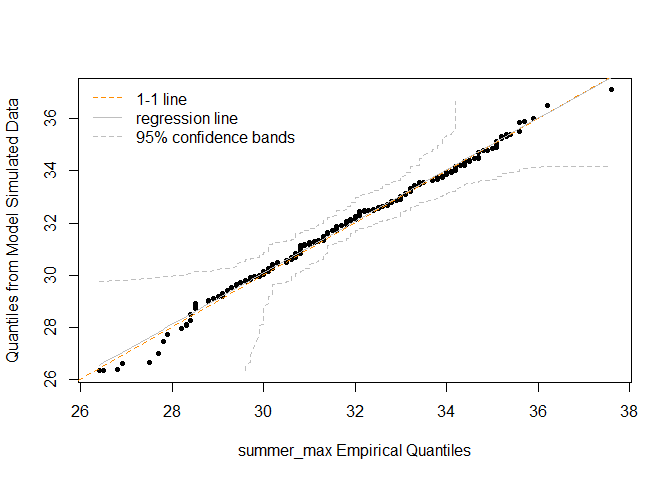 1-1 line
regression line
95% confidence bands
Quantiles from Model Simulated Data
36
34
32
30
28
26
26
28
30
32
34
36
38
summer_max Empirical Quantiles